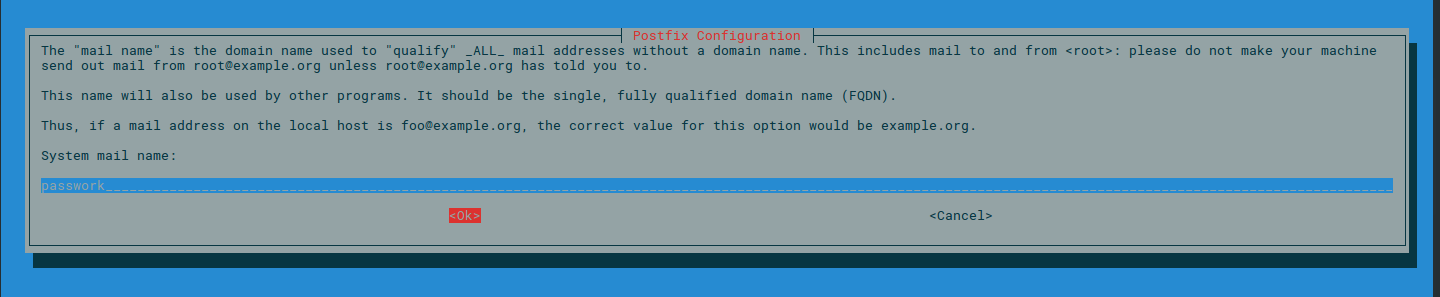 Postfix Configuration
The "mail name" is the domain name used to "qualify" _ALL_ mail addresses without a domain name. This includes mail to and from <root>: please do not make your machine
send out mail from root@example.org unless root@example.org has told you to.
This name will also be used by other programs. It should be the single, fully qualified domain name (FQDN).
Thus, if a mail address on the local host is foo@example.org, the correct value for this option would be example.org.
System mail name:
passwork
<Ok> <Cancel>